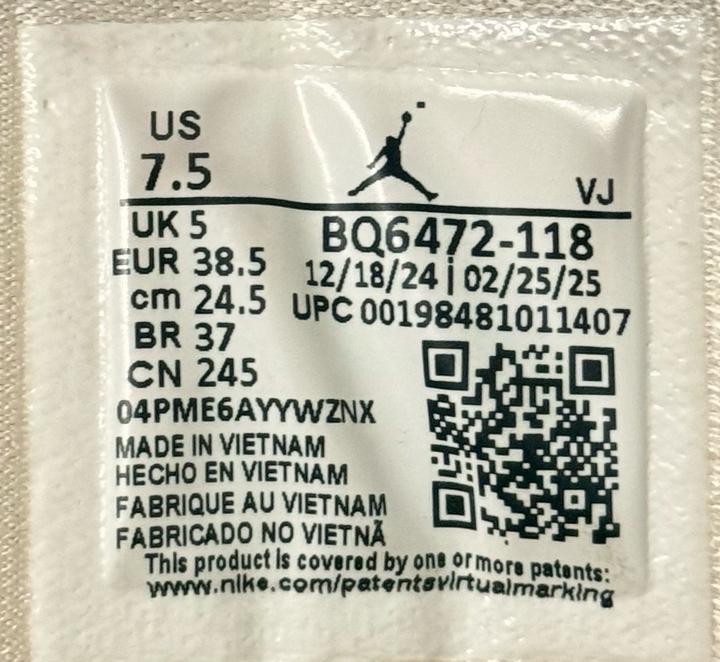 US
7.5
VJ
UK 5
BQ6472-118
EUR 38.5
12/18/24 | 02/25/25
cm 24.5
UPC 00198481011407
BR 37
CN 245
04PME6AYYWZNX
MADE IN VIETNAM
HECHO EN VIETNAM
FABRIQUE AU VIETNAM
FABRICADO NO VIETNÃ
This product is covered by one or more patents:
www.nike.com/patentsvirtualmarking